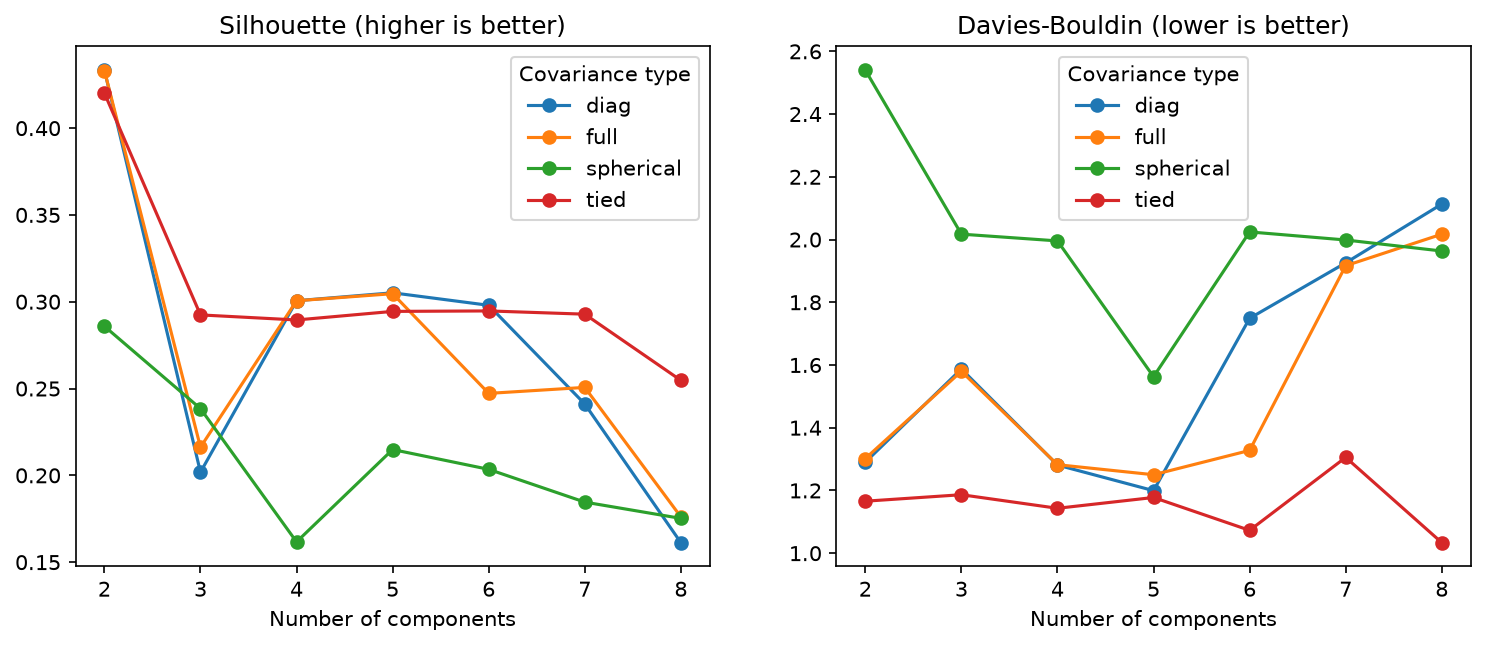 Silhouette (higher is better)
Covariance type
diag
full
spherical
tied
0.40
0.35
0.30
0.25
0.20
0.15
2 3 4 5 6 7 8
Number of components
Davies-Bouldin (lower is better)
Covariance type
diag
full
spherical
tied
2.6
2.4
2.2
2.0
1.8
1.6
1.4
1.2
1.0
2 3 4 5 6 7 8
Number of components